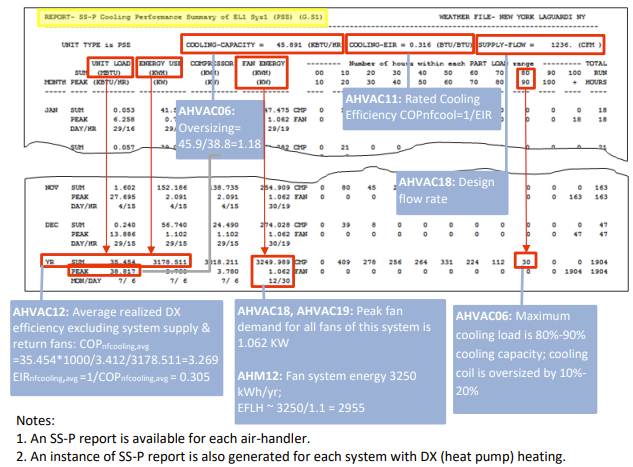 REPORT- SS-P Cooling Performance Summary of EL1 Sys1 (PSZ) (G.S1) WEATHER FILE- NEW YORK LAGUARDI NY
UNIT TYPE is PSZ COOLING-CAPACITY = 45.891 (KBTU/HR) COOLING-EIR = 0.316 (BTU/BTU) SUPPLY-FLOW = 1236. (CFM )
UNIT LOAD ENERGY USE COMPRESSOR FAN ENERGY Number of hours within each PART LOAD range TOTAL
SUM (MBTU) (KWH) (KWH) (KWH) 00 10 20 30 40 50 60 70 80 90 100 RUN
MONTH PEAK (KBTU/HR) (KW) (KW) (KW) 10 20 30 40 50 60 70 80 90 100 + HOURS
JAN SUM 0.053 47.475 CMP 0 0 0 18
PEAK 6.258 1.062 FAN 0 18 18
DAY/HR 29/16 29/19
SUM 0.057 CMP 0 21 0 0
AHVAC06:
Oversizing=
45.9/38.8=1.18
AHVAC11: Rated Cooling
Efficiency COPnfcool=1/EIR
AHVAC18: Design
flow rate
NOV SUM 1.602 152.186 138.735 254.909 CMP 0 80 45 0 0 0 163
PEAK 27.695 2.091 2.091 1.062 FAN 0 0 0 0 163 163
DAY/HR 4/15 4/15 4/15 30/19
DEC SUM 0.240 56.740 24.490 274.028 CMP 0 39 8 0 0 0 0 0 0 0 0 47
PEAK 13.886 1.102 1.102 1.062 FAN 0 0 0 0 0 0 0 0 0 0 47 47
DAY/HR 29/15 29/15 29/15 30/19
YR SUM 35.454 3178.511 3249.989 CMP 0 409 278 256 264 331 224 112 30 0 0 1904
PEAK 38.817 3.780 1.062 FAN 0 0 0 0 0 0 0 0 0 0 1904 1904
MON/DAY 7/ 6 7/ 6 7/ 6 12/30
AHVAC12: Average realized DX
efficiency excluding system supply &
return fans: COPnfcooling,avg
=35.454*1000/3.412/3178.511=3.269
EIRnfcooling,avg =1/COPnfcooling,avg = 0.305
AHVAC18, AHVAC19: Peak fan
demand for all fans of this system is
1.062 KW
AHM12: Fan system energy 3250
kWh/yr;
EFLH ~ 3250/1.1 = 2955
AHVAC06: Maximum
cooling load is 80%-90%
cooling capacity; cooling
coil is oversized by 10%-
20%
Notes:
1. An SS-P report is available for each air-handler.
2. An instance of SS-P report is also generated for each system with DX (heat pump) heating.